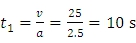 t₁ = v/a = 25/2.5 = 10 s